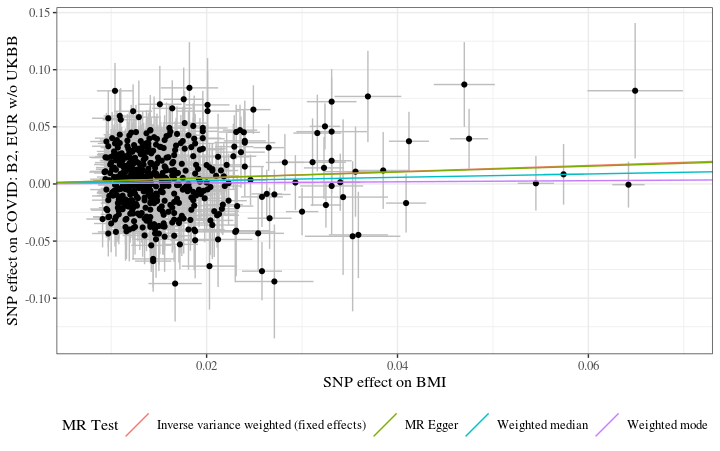 0.15
0.10
0.05
0.00
-0.05
-0.10
SNP effect on COVID: B2, EUR w/o UKBB
0.02 0.04 0.06
SNP effect on BMI
MR Test Inverse variance weighted (fixed effects) MR Egger Weighted median Weighted mode